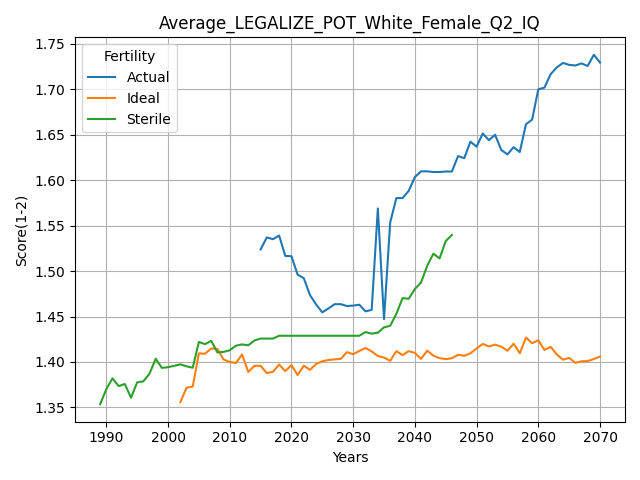 Average_LEGALIZE_POT_White_Female_Q2_IQ
Fertility
Actual
Ideal
Sterile
Score(1-2)
1.75
1.70
1.65
1.60
1.55
1.50
1.45
1.40
1.35
1990 2000 2010 2020 2030 2040 2050 2060 2070
Years